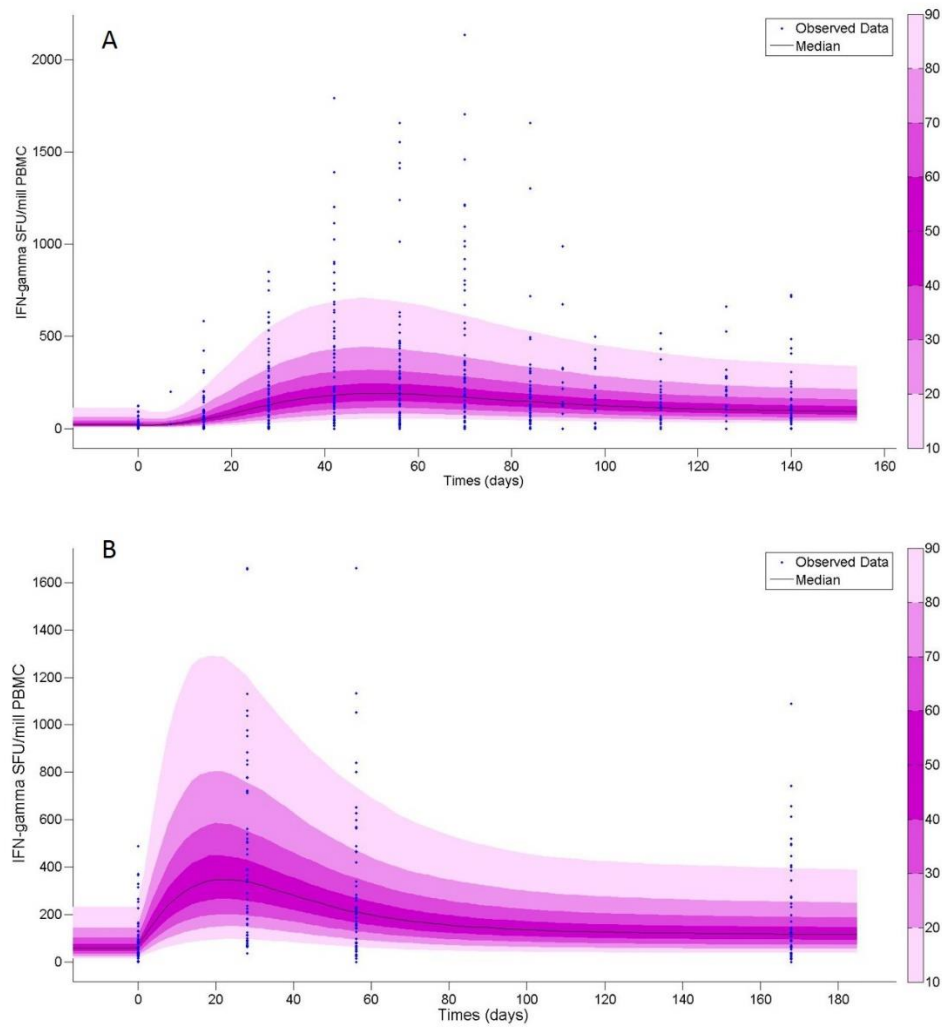 A
Observed Data
Median
IFN-gamma SFU/mill PBMC
2000
1500
1000
500
0
0 20 40 60 80 100 120 140 160
Times (days)
90
80
70
60
50
40
30
20
10
B
Observed Data
Median
IFN-gamma SFU/mill PBMC
1600
1400
1200
1000
800
600
400
200
0
0 20 40 60 80 100 120 140 160 180
Times (days)
90
80
70
60
50
40
30
20
10